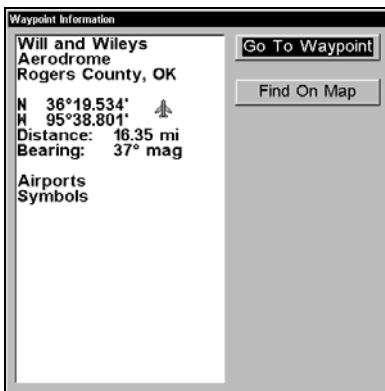 Waypoint Information
Will and Wileys
Aerodrome
Rogers County, OK
N 36°19.534'
W 95°38.801'
Distance: 16.35 mi
Bearing: 37° mag
Airports
Symbols
Go To Waypoint
Find On Map